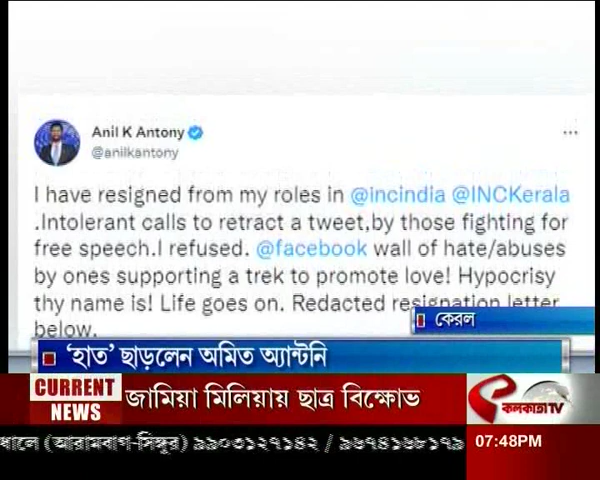 Anil K Antony
@anilkantony
I have resigned from my roles in @incindia @INCKerala
.Intolerant calls to retract a tweet,by those fighting for
free speech.I refused. @facebook wall of hate/abuses
by ones supporting a trek to promote love! Hypocrisy
thy name is! Life goes on. Redacted resignation letter
below.
কেরল
‘হাত’ ছাড়লেন অমিত অ্যান্টনি
CURRENT
NEWS
জামিয়া মিলিয়ায় ছাত্র বিক্ষোভ
কলকাতা TV
(আরামবাগ-সিঙ্গুর) ৯৯০৩১২৭১৪২ / ৯৬৭৪১৬৮১৭৯
07:48PM